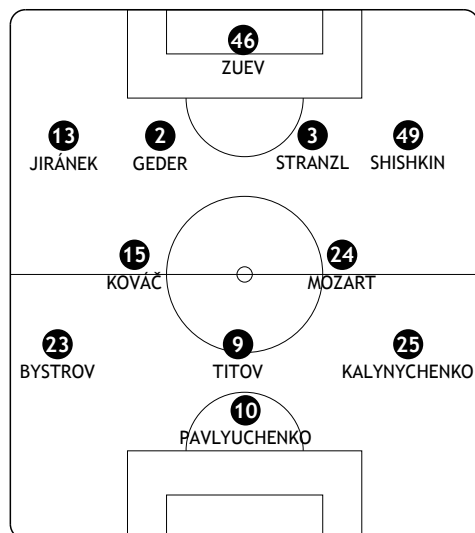 46
ZUEV
13
JIRÁNEK
2
GEDER
3
STRANZL
49
SHISHKIN
15
KOVÁČ
24
MOZART
23
BYSTROV
9
TITOV
25
KALYNYCHENKO
10
PAVLYUCHENKO